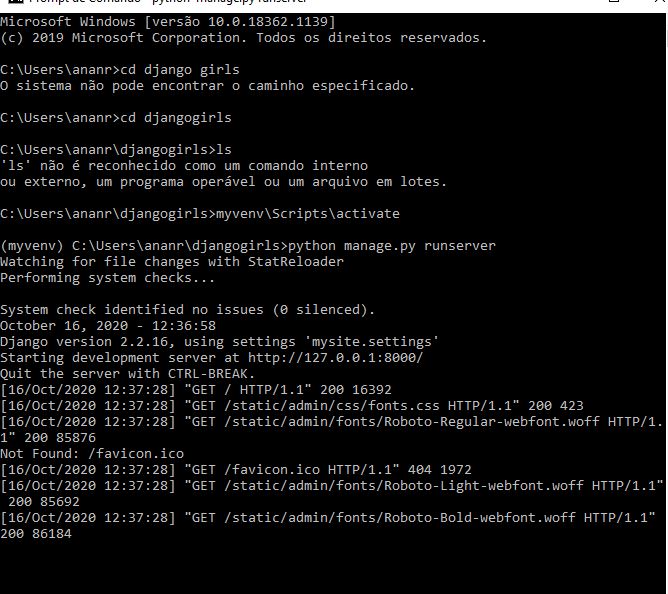 Prompt de Comando - python manage.py runserver
Microsoft Windows [versão 10.0.18362.1139]
(c) 2019 Microsoft Corporation. Todos os direitos reservados.
C:\Users\ananr>cd django girls
O sistema não pode encontrar o caminho especificado.
C:\Users\ananr>cd djangogirls
C:\Users\ananr\djangogirls>ls
'ls' não é reconhecido como um comando interno
ou externo, um programa operável ou um arquivo em lotes.
C:\Users\ananr\djangogirls>myvenv\Scripts\activate
(myvenv) C:\Users\ananr\djangogirls>python manage.py runserver
Watching for file changes with StatReloader
Performing system checks...
System check identified no issues (0 silenced).
October 16, 2020 - 12:36:58
Django version 2.2.16, using settings 'mysite.settings'
Starting development server at http://127.0.0.1:8000/
Quit the server with CTRL-BREAK.
[16/Oct/2020 12:37:28] "GET / HTTP/1.1" 200 16392
[16/Oct/2020 12:37:28] "GET /static/admin/css/fonts.css HTTP/1.1" 200 423
[16/Oct/2020 12:37:28] "GET /static/admin/fonts/Roboto-Regular-webfont.woff HTTP/1.
1" 200 85876
Not Found: /favicon.ico
[16/Oct/2020 12:37:28] "GET /favicon.ico HTTP/1.1" 404 1972
[16/Oct/2020 12:37:28] "GET /static/admin/fonts/Roboto-Light-webfont.woff HTTP/1.1"
 200 85692
[16/Oct/2020 12:37:28] "GET /static/admin/fonts/Roboto-Bold-webfont.woff HTTP/1.1"
200 86184